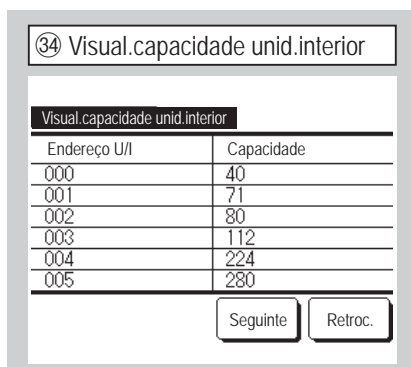 ㉞ Visual.capacidade unid.interior
Visual.capacidade unid.interior
Endereço U/I Capacidade
000 40
001 71
002 80
003 112
004 224
005 280
Seguinte Retroc.